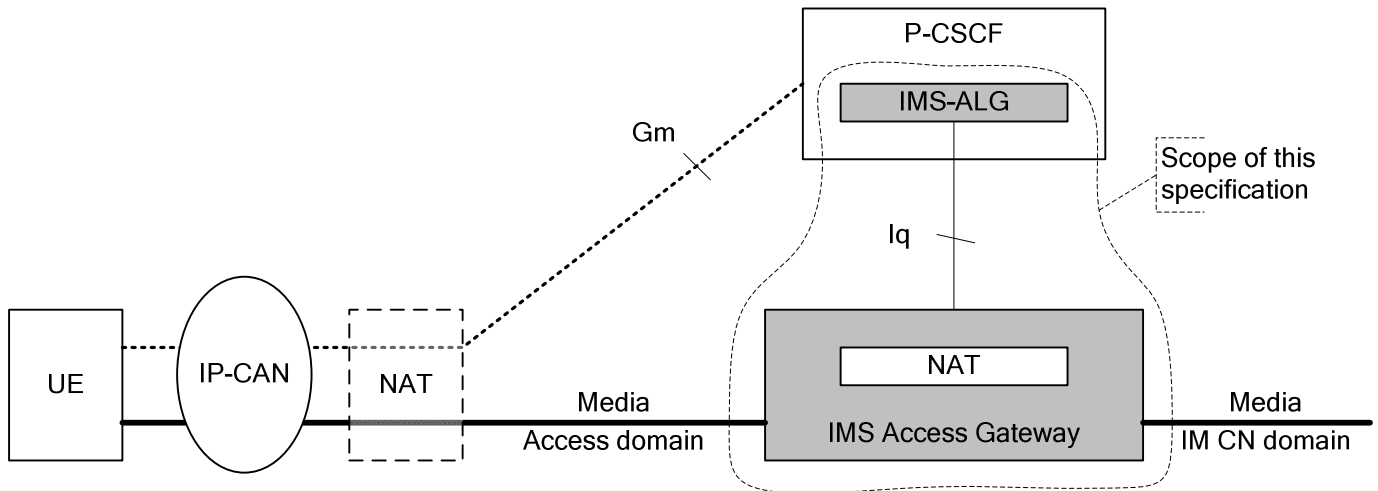 P-CSCF
IMS-ALG
Gm
Scope of this
specification
Iq
UE
IP-CAN
NAT
NAT
Media
Access domain
IMS Access Gateway
Media
IM CN domain